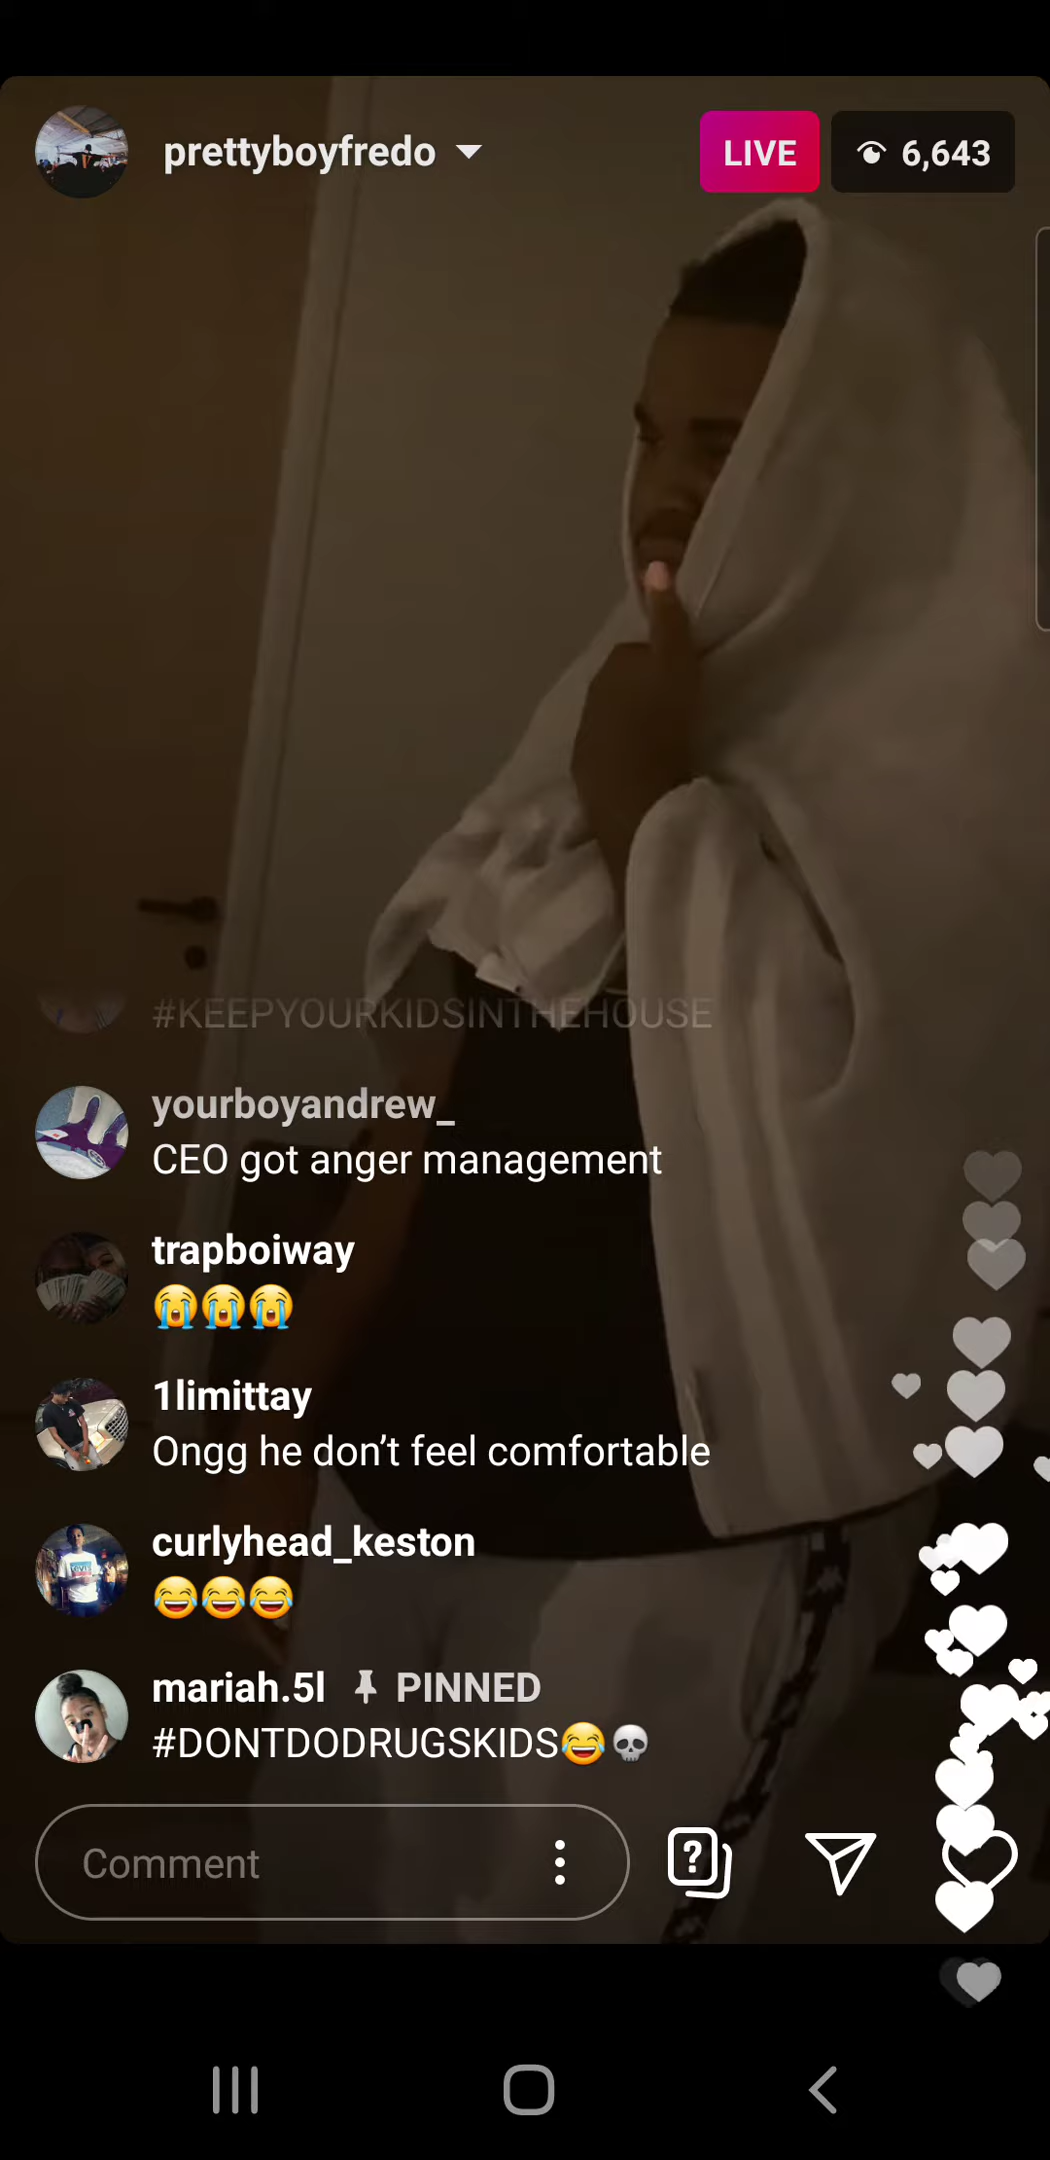 prettyboyfredo
LIVE
6,643
#KEEPYOURKIDSINTHEHOUSE
yourboyandrew_
CEO got anger management
trapboiway
😭😭😭
1limittay
Ongg he don’t feel comfortable
curlyhead_keston
😂😂😂
mariah.5l PINNED
#DONTDODRUGSKIDS😂💀
Comment